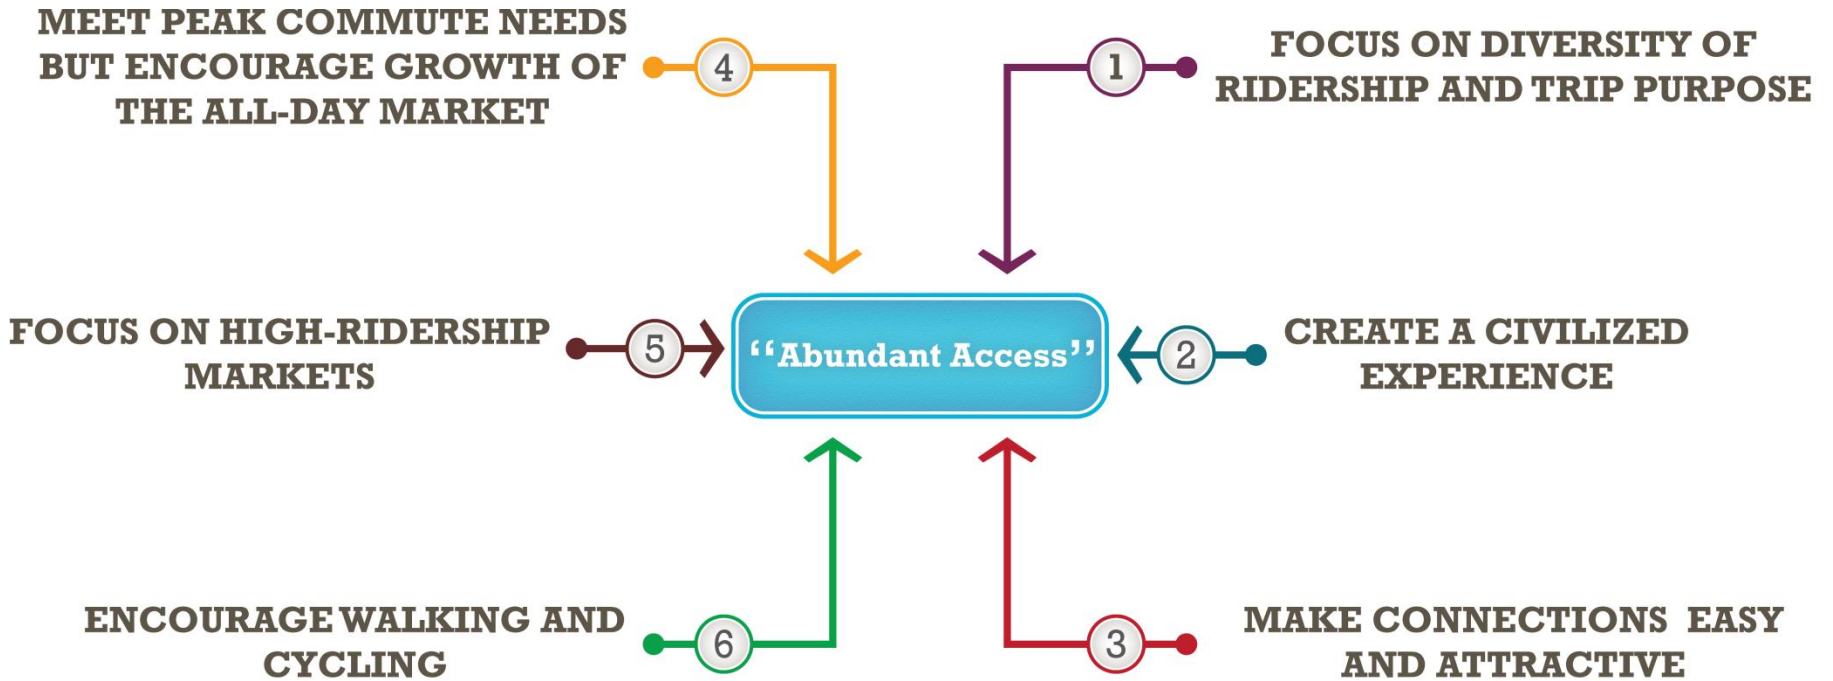 MEET PEAK COMMUTE NEEDS
BUT ENCOURAGE GROWTH OF
THE ALL-DAY MARKET
4
1
FOCUS ON DIVERSITY OF
RIDERSHIP AND TRIP PURPOSE
FOCUS ON HIGH-RIDERSHIP
MARKETS
5
“Abundant Access”
2
CREATE A CIVILIZED
EXPERIENCE
ENCOURAGE WALKING AND
CYCLING
6
3
MAKE CONNECTIONS EASY
AND ATTRACTIVE